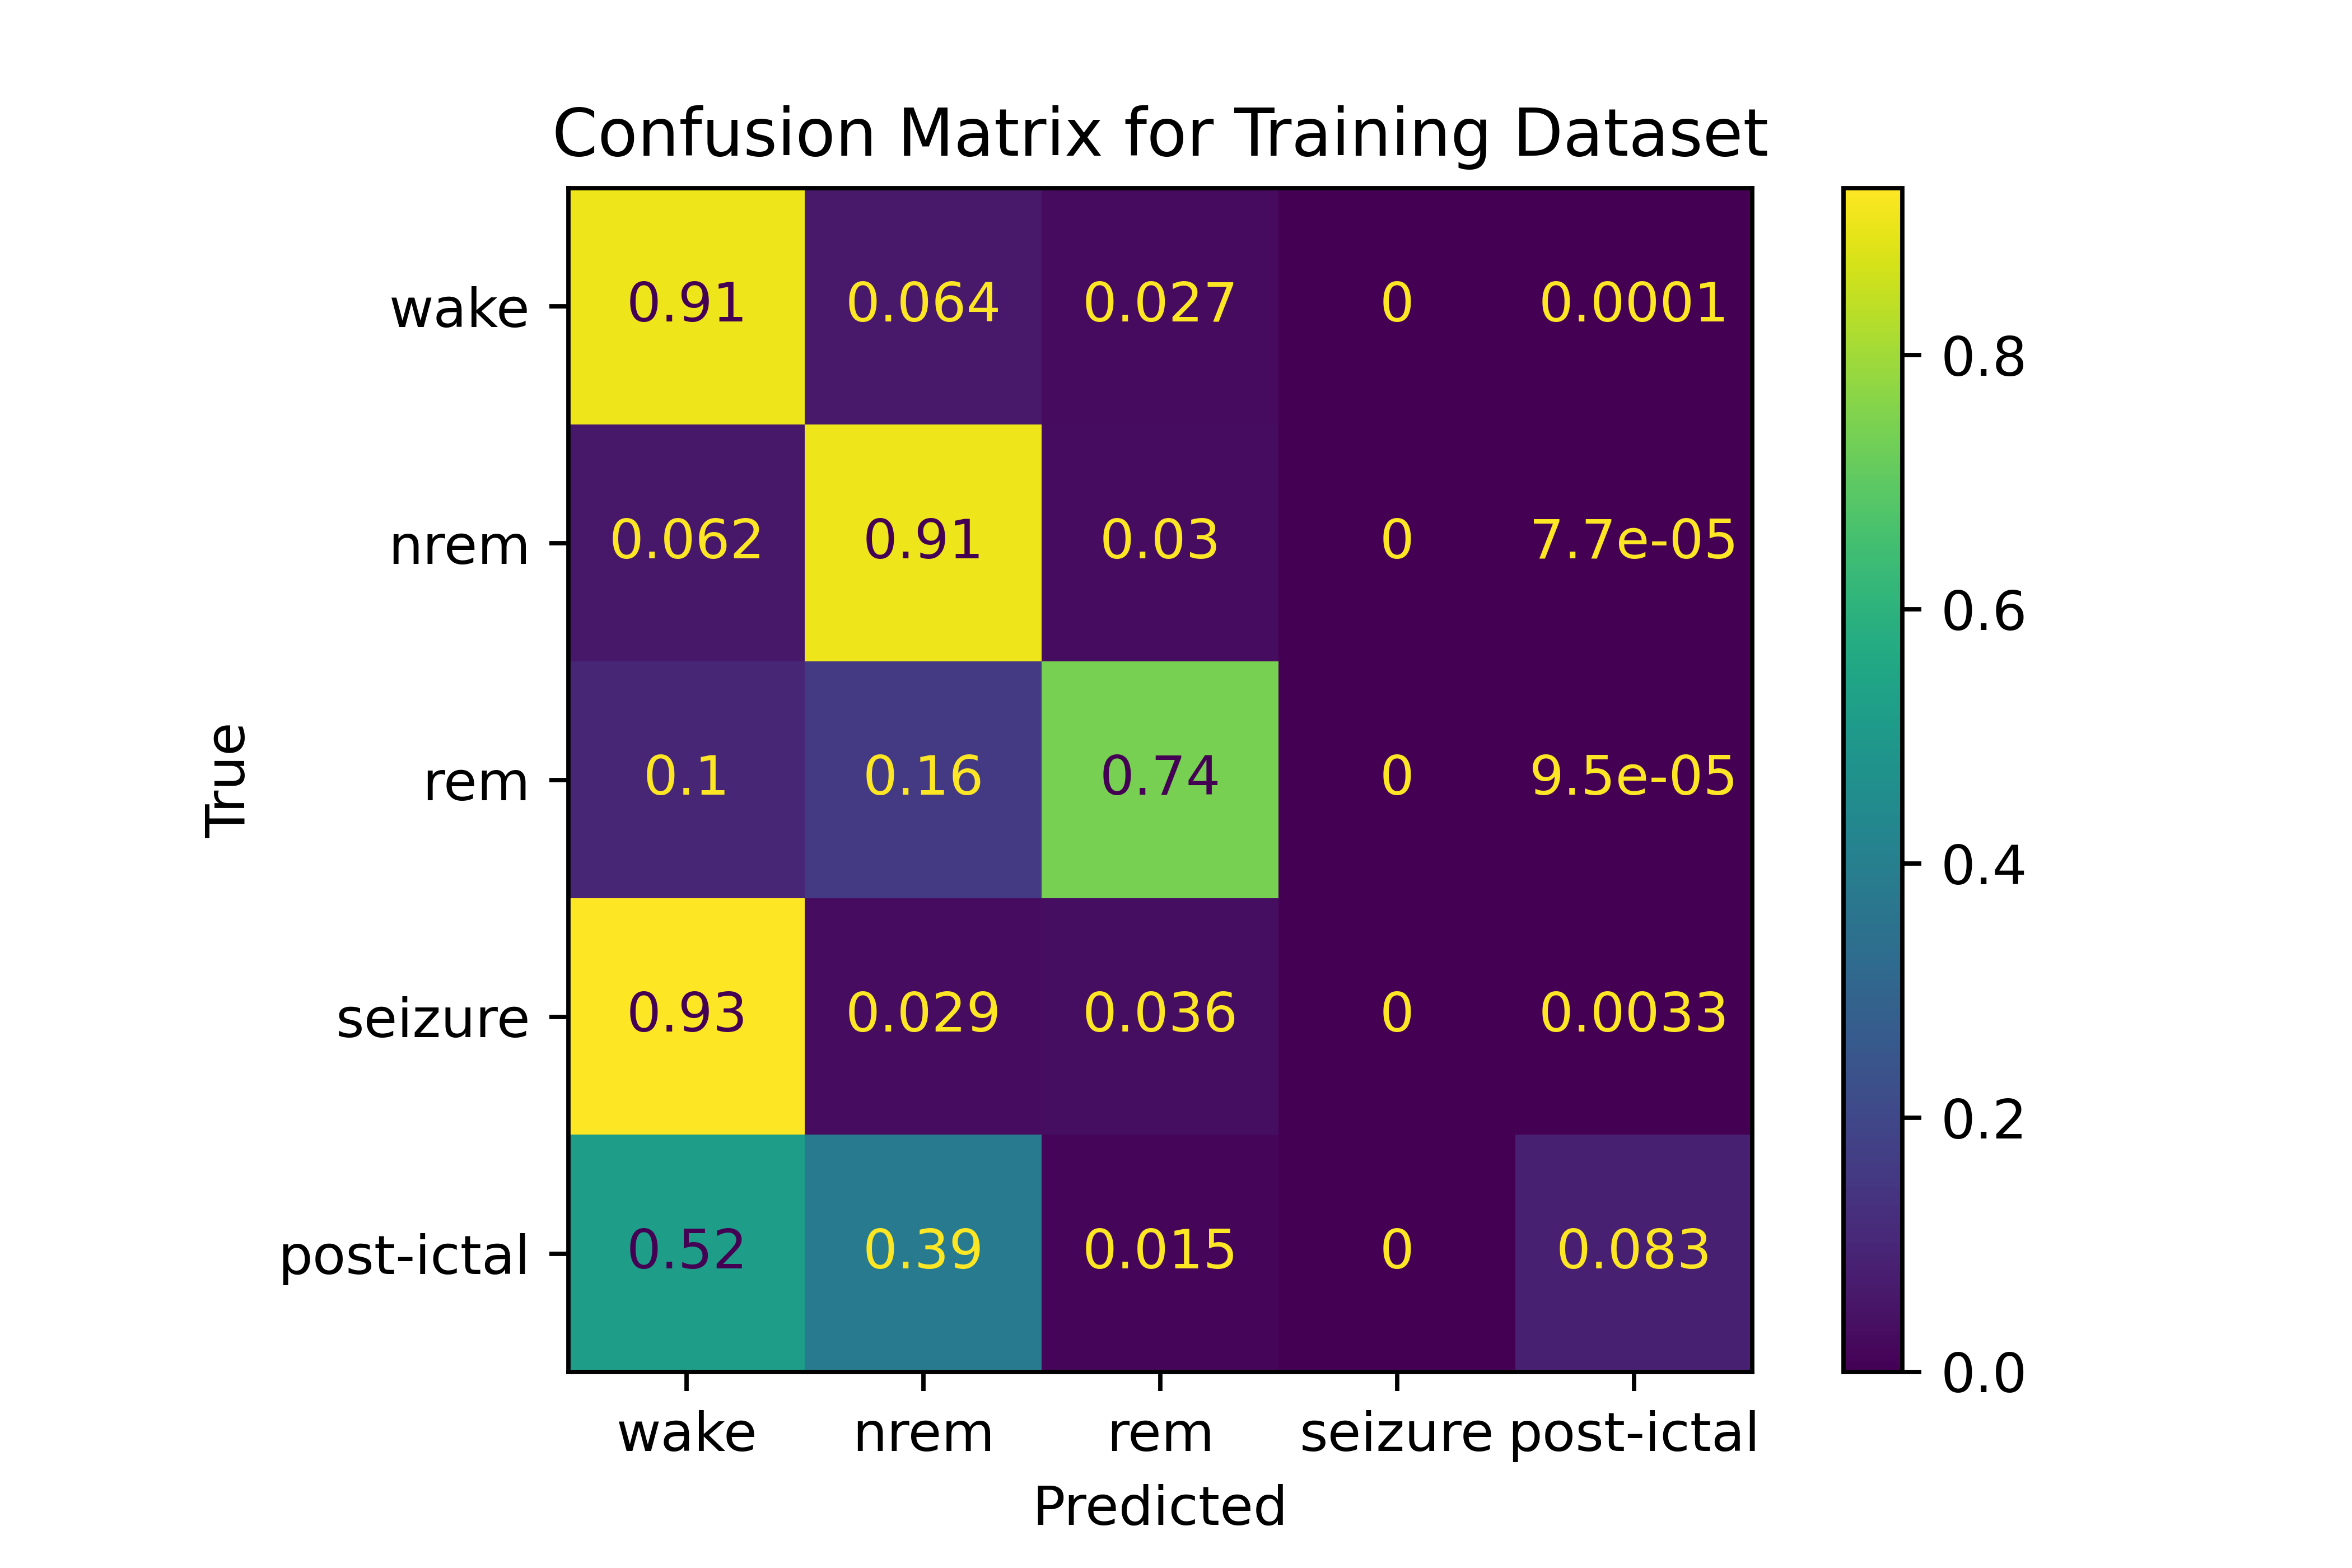 Confusion Matrix for Training Dataset
wake 0.91 0.064 0.027 0 0.0001
nrem 0.062 0.91 0.03 0 7.7e-05
rem 0.1 0.16 0.74 0 9.5e-05
seizure 0.93 0.029 0.036 0 0.0033
post-ictal 0.52 0.39 0.015 0 0.083
True
wake nrem rem seizure post-ictal
Predicted
0.8
0.6
0.4
0.2
0.0